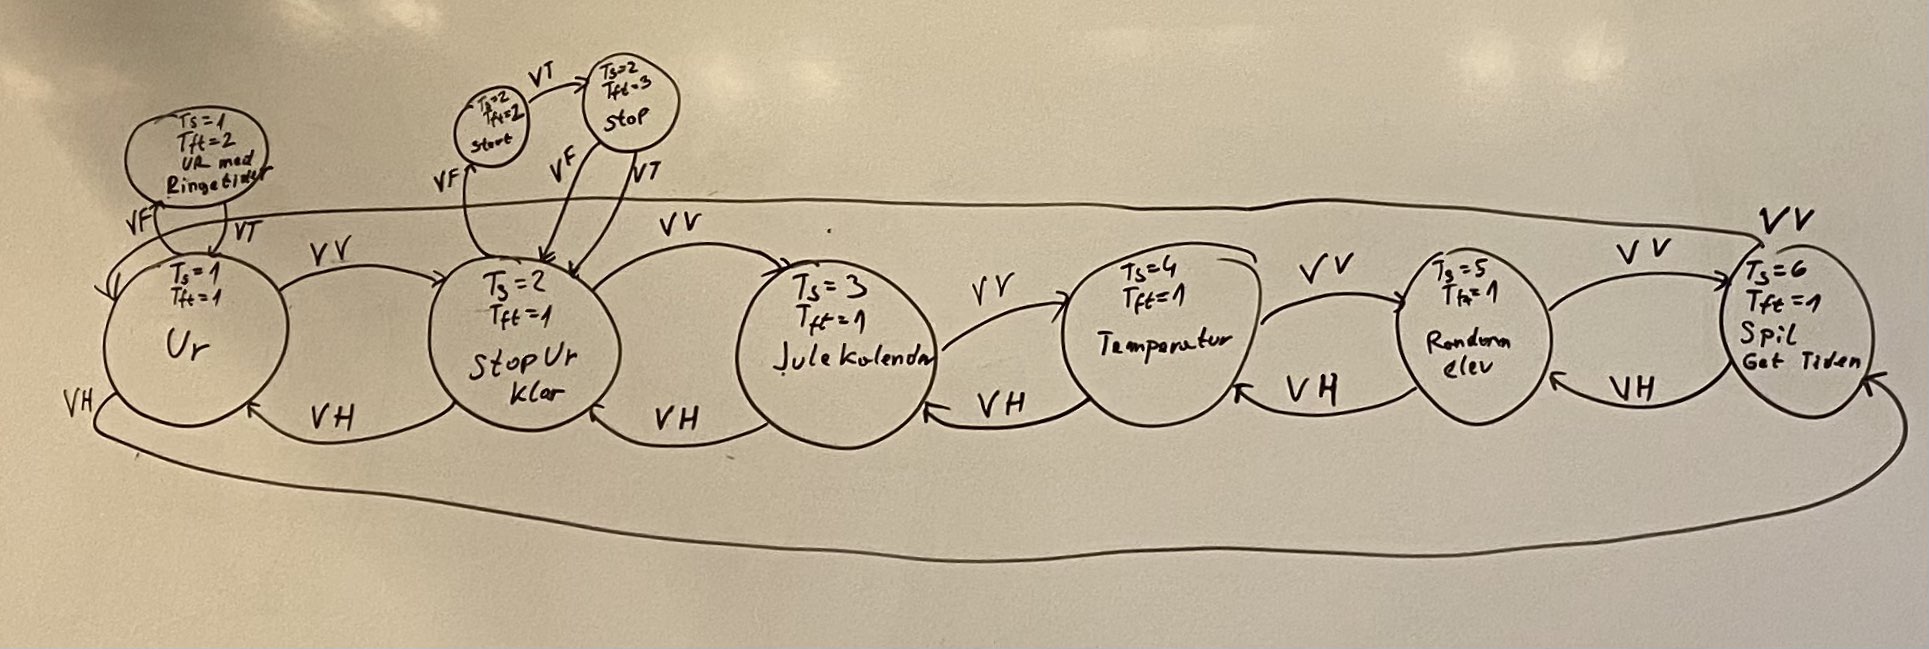 Ts=1
Tft=2
UR med
Ringetider
VF
VT
Ts=2
Tft=2
start
VT
Ts=2
Tft=3
stop
VF
VF
VT
Ts=1
Tft=1
Ur
VV
VH
VH
Ts=2
Tft=1
Stop Ur
klar
VV
VH
Ts=3
Tft=1
Jule Kalender
VV
VH
Ts=4
Tft=1
Temperatur
VV
VH
Ts=5
Tft=1
Random
elev
VV
VH
VV
Ts=6
Tft=1
Spil
Gæt Tiden